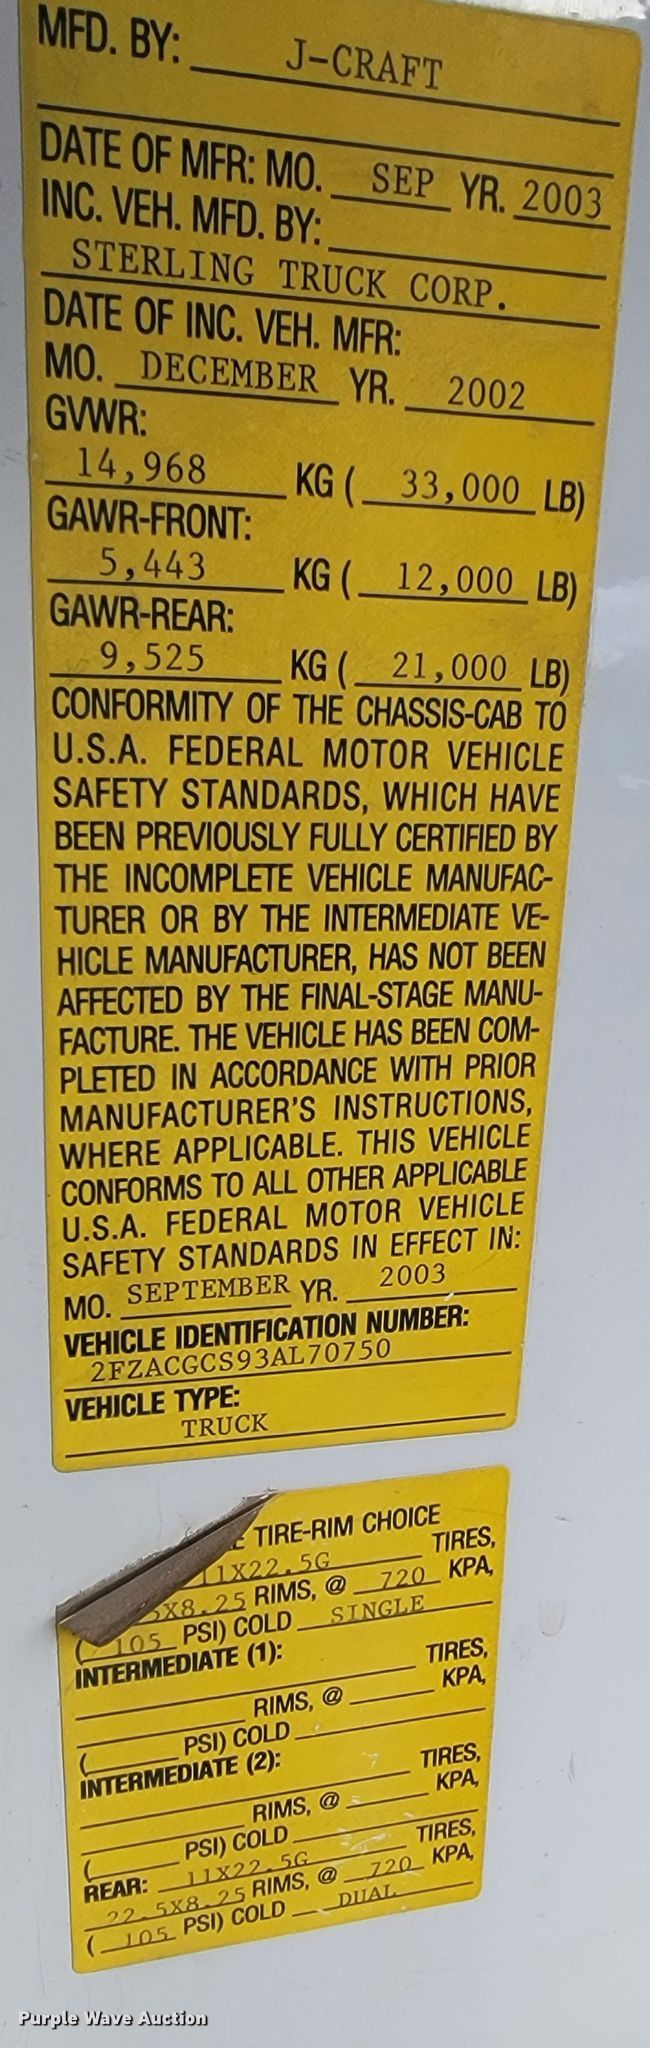 MFD. BY: J-CRAFT
DATE OF MFR: MO. SEP YR. 2003
INC. VEH. MFD. BY:
STERLING TRUCK CORP.
DATE OF INC. VEH. MFR:
MO. DECEMBER YR. 2002
GVWR:
14,968 KG ( 33,000 LB)
GAWR-FRONT:
5,443 KG ( 12,000 LB)
GAWR-REAR:
9,525 KG ( 21,000 LB)
CONFORMITY OF THE CHASSIS-CAB TO
U.S.A. FEDERAL MOTOR VEHICLE
SAFETY STANDARDS, WHICH HAVE
BEEN PREVIOUSLY FULLY CERTIFIED BY
THE INCOMPLETE VEHICLE MANUFAC-
TURER OR BY THE INTERMEDIATE VE-
HICLE MANUFACTURER, HAS NOT BEEN
AFFECTED BY THE FINAL-STAGE MANU-
FACTURE. THE VEHICLE HAS BEEN COM-
PLETED IN ACCORDANCE WITH PRIOR
MANUFACTURER'S INSTRUCTIONS,
WHERE APPLICABLE. THIS VEHICLE
CONFORMS TO ALL OTHER APPLICABLE
U.S.A. FEDERAL MOTOR VEHICLE
SAFETY STANDARDS IN EFFECT IN:
MO. SEPTEMBER YR. 2003
VEHICLE IDENTIFICATION NUMBER:
2FZACGCS93AL70750
VEHICLE TYPE:
TRUCK
TIRE-RIM CHOICE
11X22.5G TIRES,
5X8.25 RIMS, @ 720 KPA,
( 105 PSI) COLD SINGLE
INTERMEDIATE (1):
TIRES,
RIMS, @ KPA,
( PSI) COLD
INTERMEDIATE (2):
TIRES,
RIMS, @ KPA,
( PSI) COLD
REAR: 11X22.5G TIRES,
22.5X8.25 RIMS, @ 720 KPA,
( 105 PSI) COLD DUAL
Purple Wave Auction